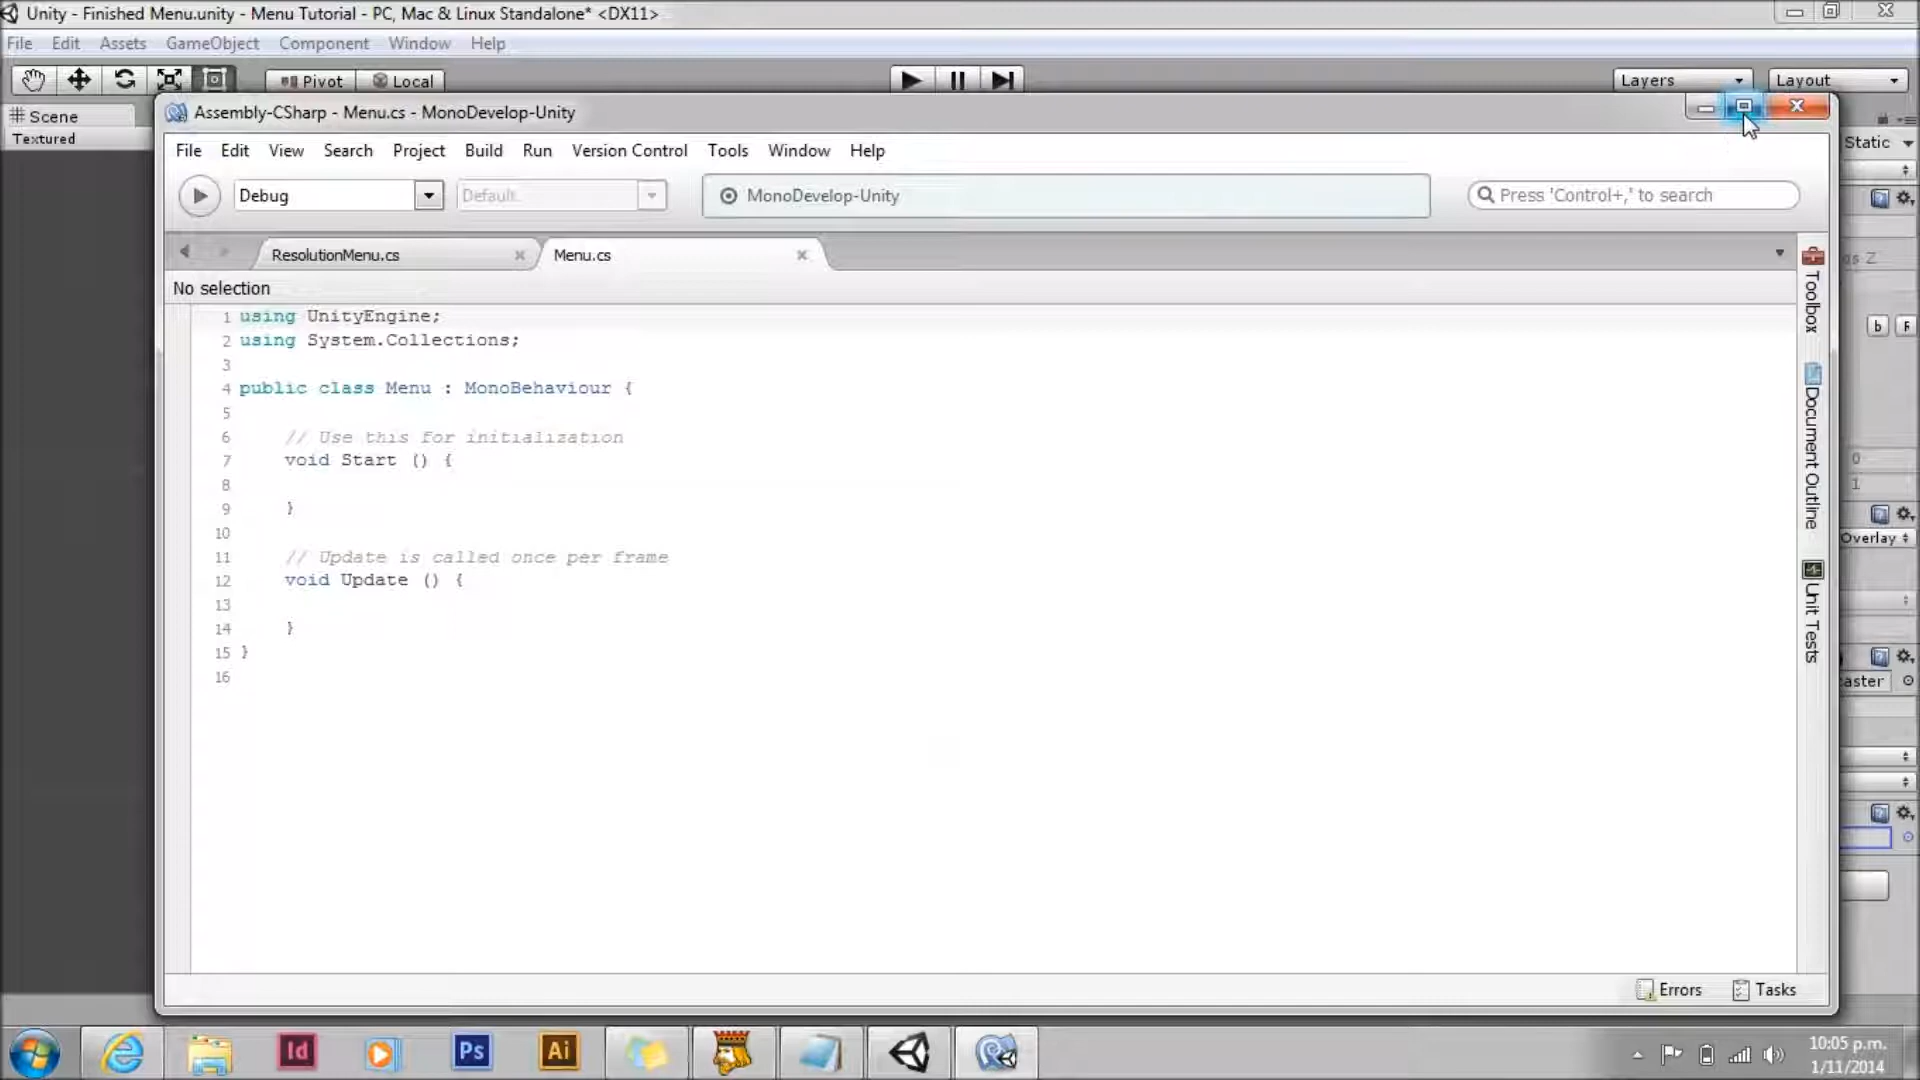 Unity - Finished Menu.unity - Menu Tutorial - PC, Mac & Linux Standalone* <DX11>
File Edit Assets GameObject Component Window Help
Pivot Local Layers Layout
Scene
Textured
Static
Assembly-CSharp - Menu.cs - MonoDevelop-Unity
File Edit View Search Project Build Run Version Control Tools Window Help
Debug Default MonoDevelop-Unity Press 'Control+,' to search
ResolutionMenu.cs Menu.cs
No selection
1 using UnityEngine;
2 using System.Collections;
3
4 public class Menu : MonoBehaviour {
5
6 // Use this for initialization
7 void Start () {
8
9 }
10
11 // Update is called once per frame
12 void Update () {
13
14 }
15 }
16
Toolbox
Document Outline
Unit Tests
b
0
1
Overlay
Errors Tasks
Id Ps Ai
10:05 p.m.
1/11/2014